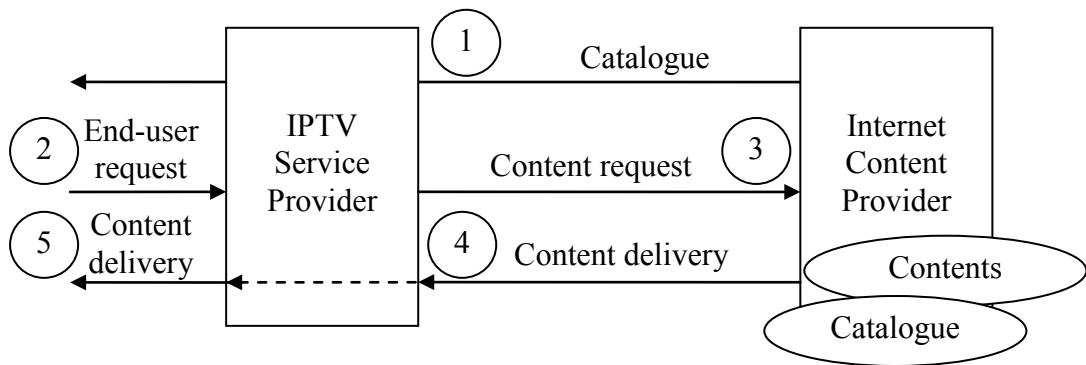 1
Catalogue
2
End-user
request
IPTV
Service
Provider
Content request
3
Internet
Content
Provider
5
Content
delivery
4
Content delivery
Contents
Catalogue